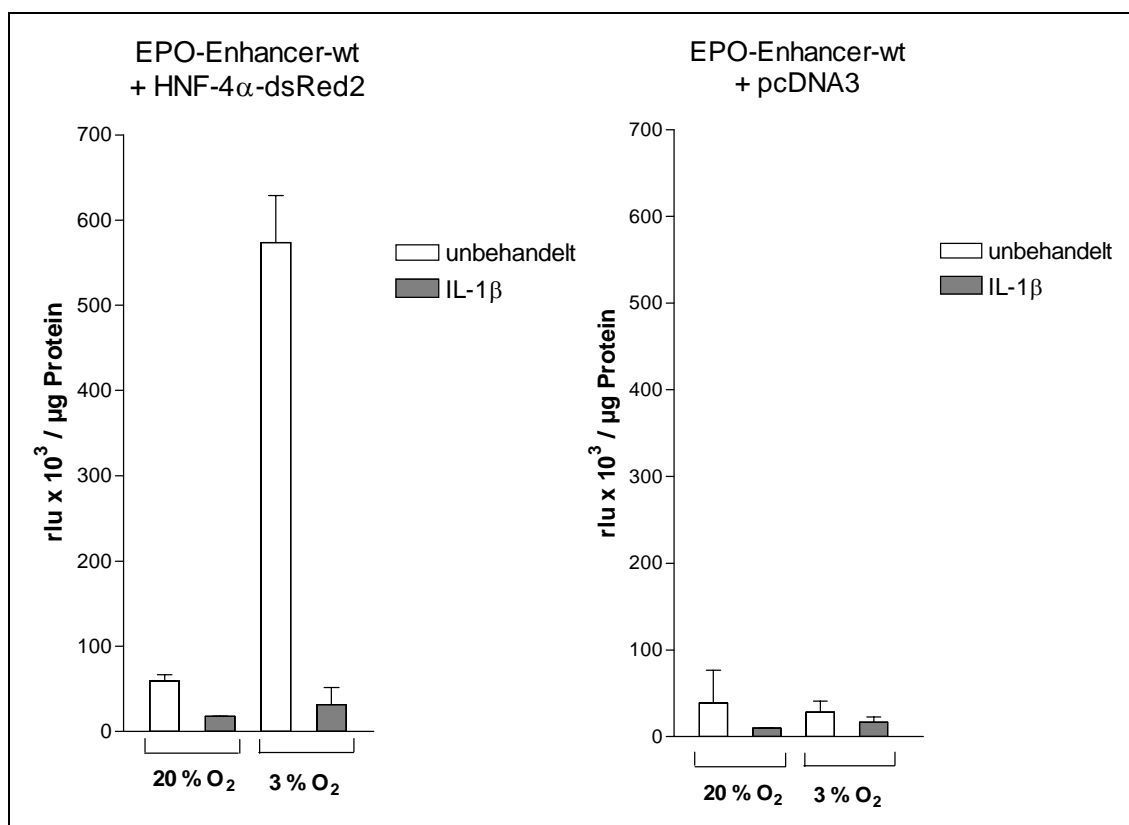 EPO-Enhancer-wt
+ HNF-4α-dsRed2
700
600
500
400
300
200
100
0
rlu x 10³ / µg Protein
unbehandelt
IL-1β
20 % O₂
3 % O₂
EPO-Enhancer-wt
+ pcDNA3
700
600
500
400
300
200
100
0
rlu x 10³ / µg Protein
unbehandelt
IL-1β
20 % O₂
3 % O₂